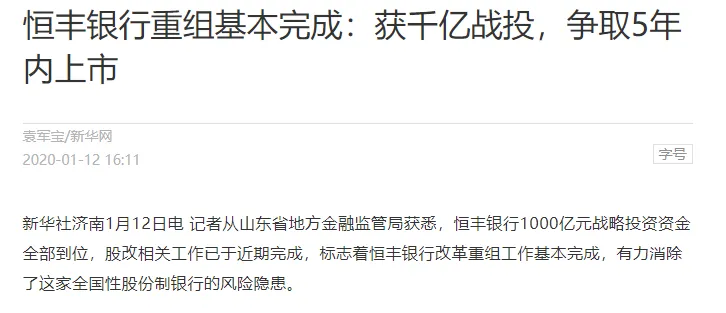 恒丰银行重组基本完成：获千亿战投，争取5年
内上市
袁军宝/新华网
2020-01-12 16:11
字号
新华社济南1月12日电 记者从山东省地方金融监管局获悉，恒丰银行1000亿元战略投资资金
全部到位，股改相关工作已于近期完成，标志着恒丰银行改革重组工作基本完成，有力消除
了这家全国性股份制银行的风险隐患。